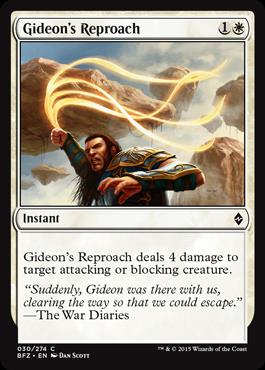 Gideon's Reproach 1
Instant
Gideon's Reproach deals 4 damage to
target attacking or blocking creature.
“Suddenly, Gideon was there with us,
clearing the way so that we could escape.”
—The War Diaries
030/274 C
BFZ • EN Dan Scott
™ & © 2015 Wizards of the Coast